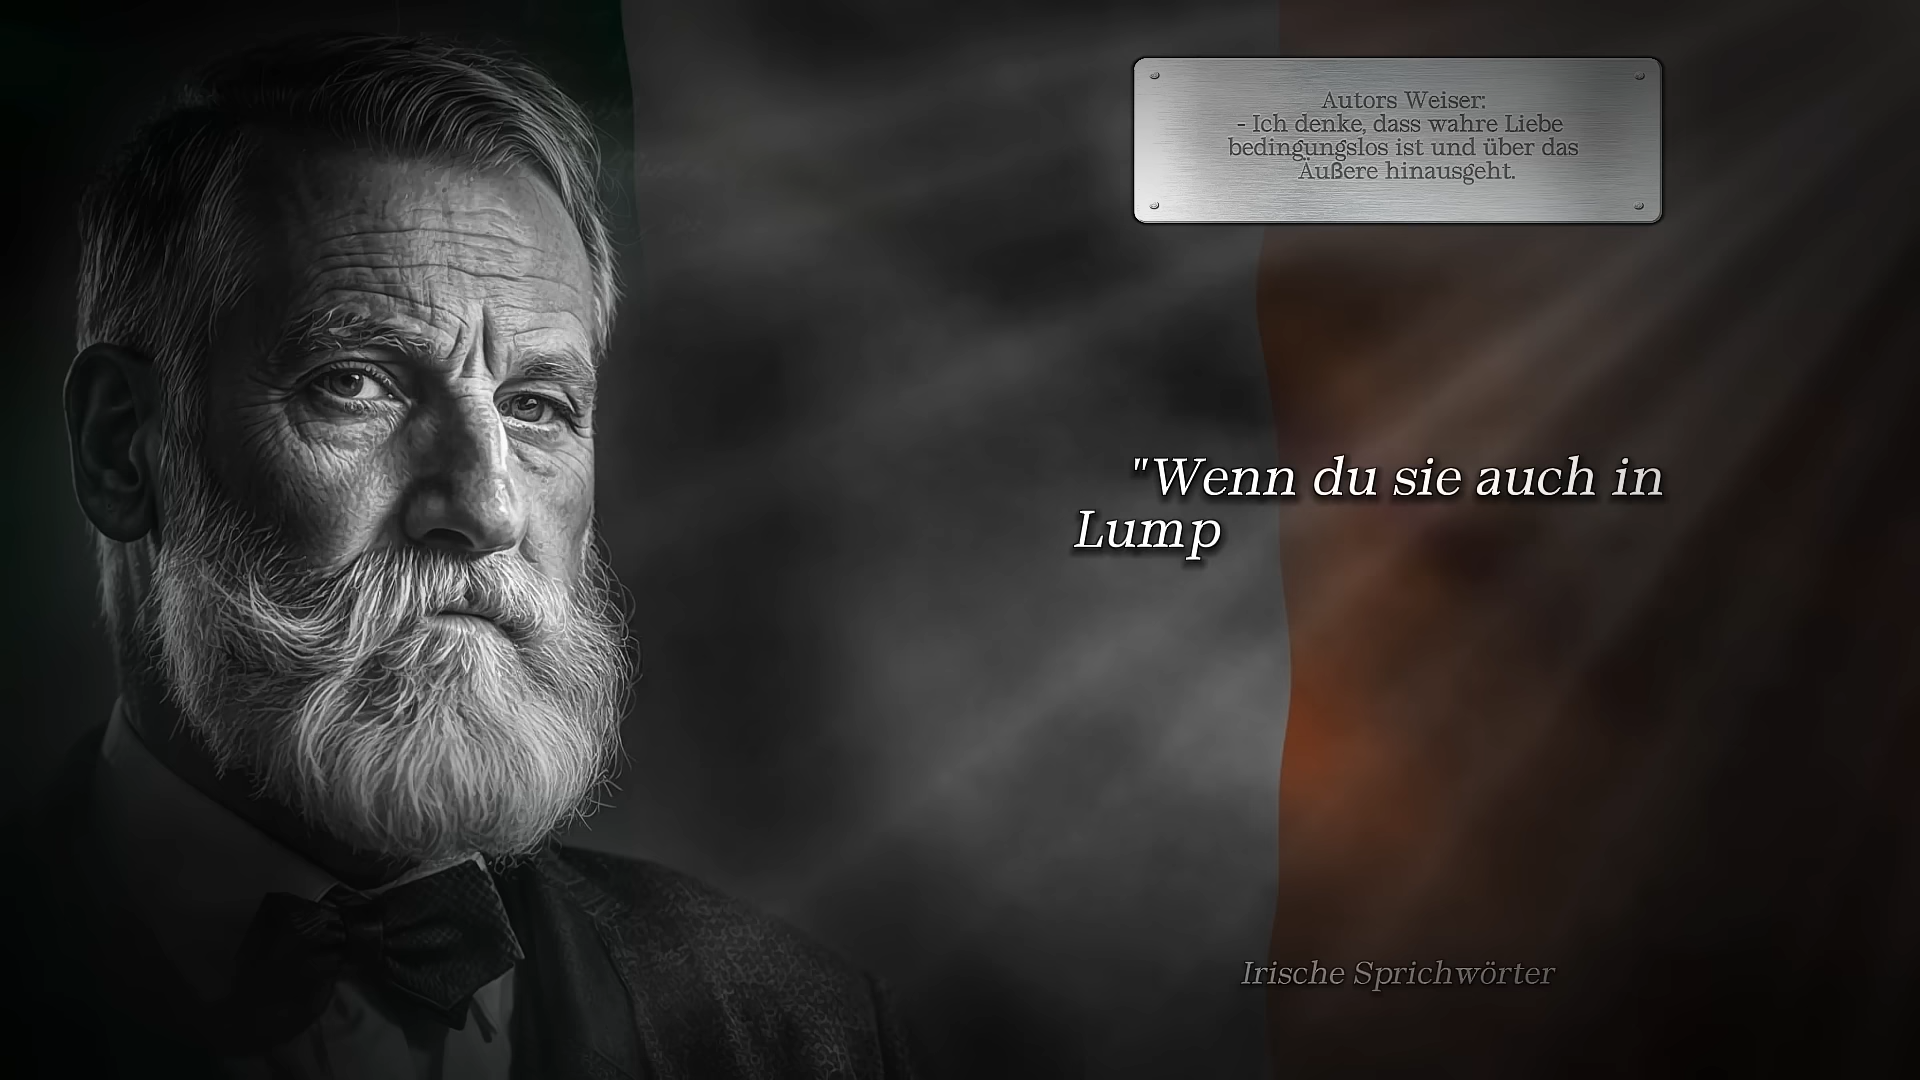 Autors Weiser:
- Ich denke, dass wahre Liebe
bedingungslos ist und über das
Äußere hinausgeht.
"Wenn du sie auch in
Lump
Irische Sprichwörter